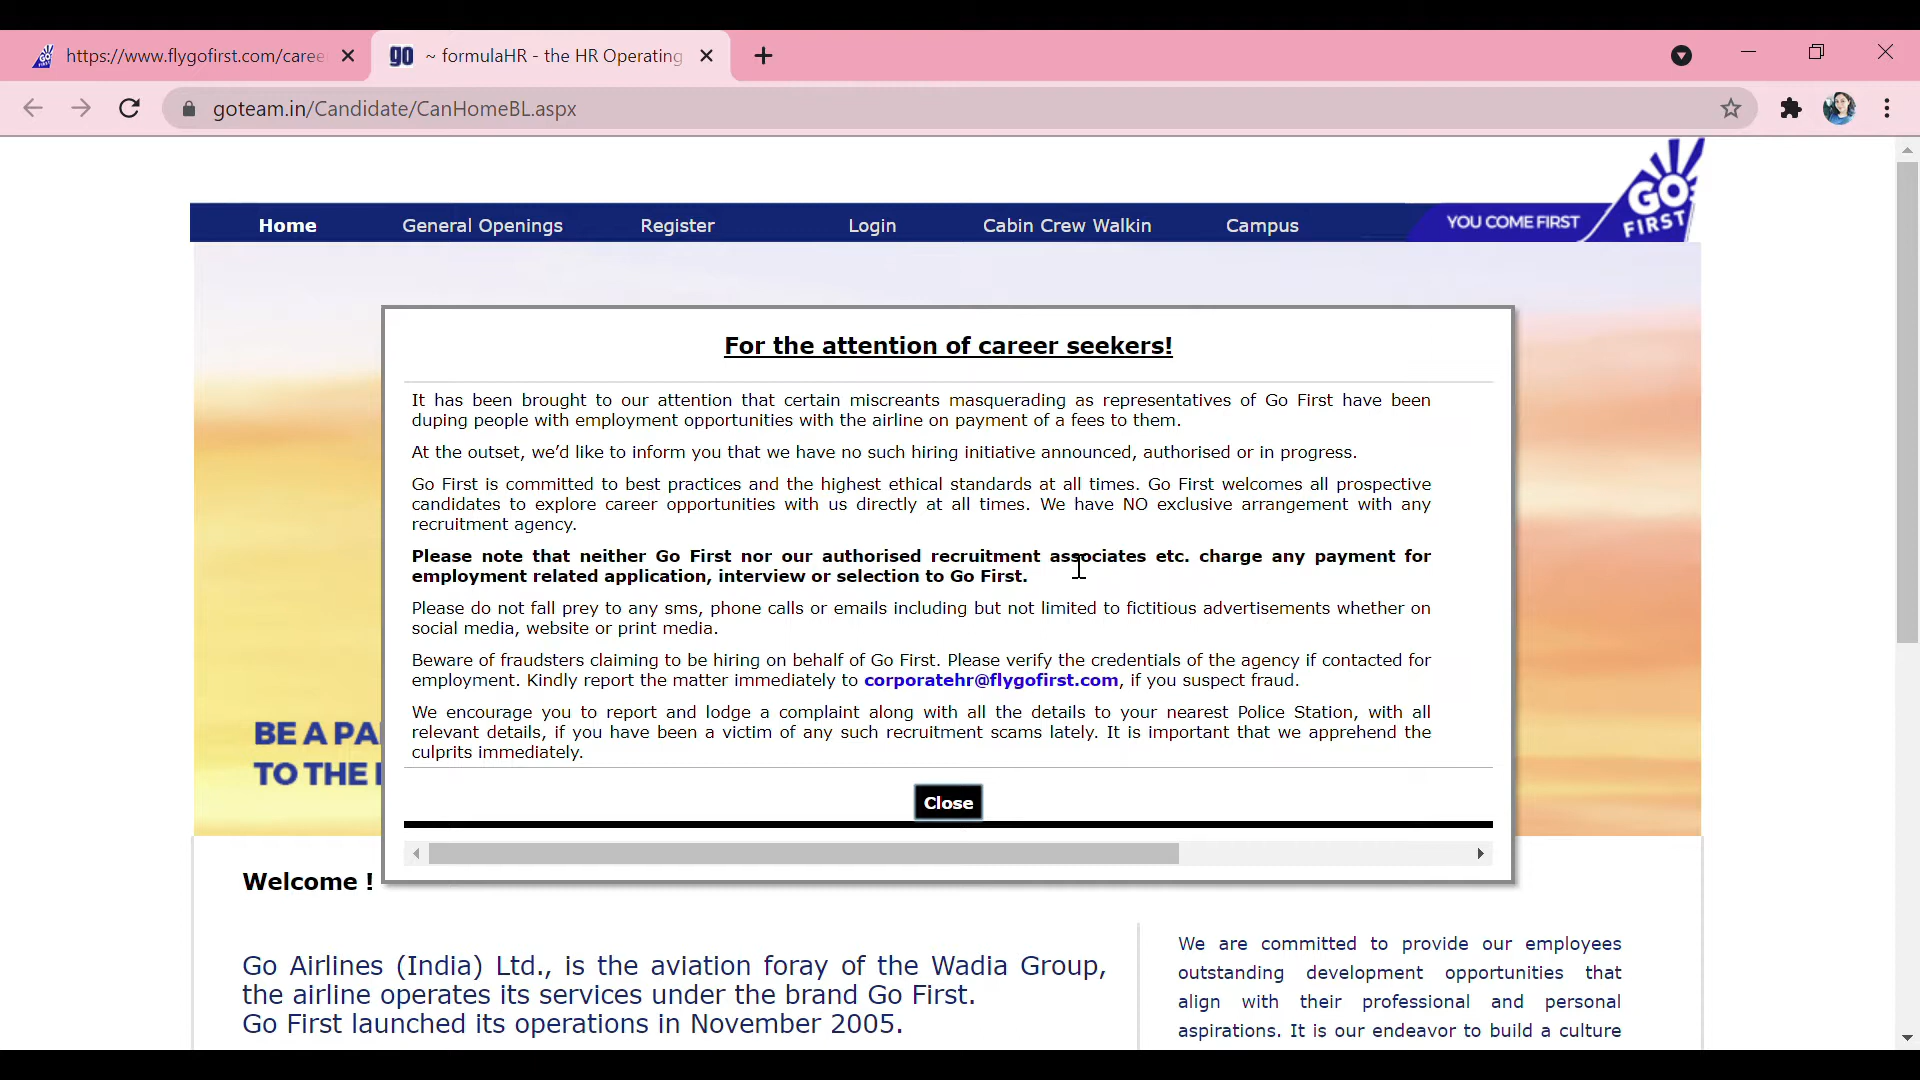 https://www.flygofirst.com/caree
go ~ formulaHR - the HR Operating
goteam.in/Candidate/CanHomeBL.aspx
GO FIRST
Home General Openings Register Login Cabin Crew Walkin Campus YOU COME FIRST
For the attention of career seekers!
It has been brought to our attention that certain miscreants masquerading as representatives of Go First have been
duping people with employment opportunities with the airline on payment of a fees to them.
At the outset, we’d like to inform you that we have no such hiring initiative announced, authorised or in progress.
Go First is committed to best practices and the highest ethical standards at all times. Go First welcomes all prospective
candidates to explore career opportunities with us directly at all times. We have NO exclusive arrangement with any
recruitment agency.
Please note that neither Go First nor our authorised recruitment associates etc. charge any payment for
employment related application, interview or selection to Go First.
Please do not fall prey to any sms, phone calls or emails including but not limited to fictitious advertisements whether on
social media, website or print media.
Beware of fraudsters claiming to be hiring on behalf of Go First. Please verify the credentials of the agency if contacted for
employment. Kindly report the matter immediately to corporatehr@flygofirst.com, if you suspect fraud.
We encourage you to report and lodge a complaint along with all the details to your nearest Police Station, with all
relevant details, if you have been a victim of any such recruitment scams lately. It is important that we apprehend the
culprits immediately.
BE A PA
TO THE
Close
Welcome !
Go Airlines (India) Ltd., is the aviation foray of the Wadia Group,
the airline operates its services under the brand Go First.
Go First launched its operations in November 2005.
We are committed to provide our employees
outstanding development opportunities that
align with their professional and personal
aspirations. It is our endeavor to build a culture